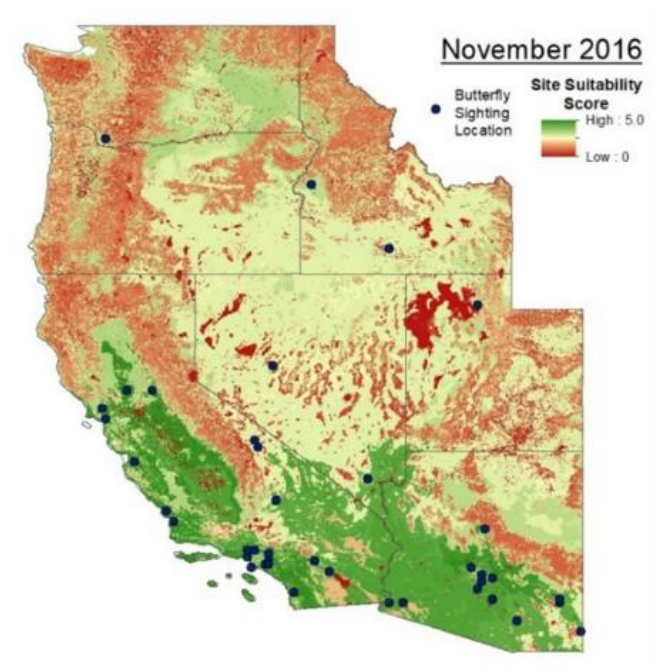 November 2016
Butterfly
Sighting
Location
Site Suitability
Score
High : 5.0
Low : 0